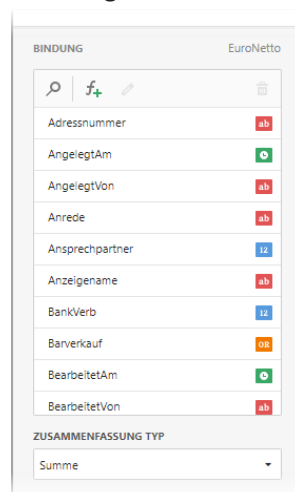 BINDUNG EuroNetto
f+
Adressnummer ab
AngelegtAm
AngelegtVon ab
Anrede ab
Ansprechpartner 12
Anzeigename ab
BankVerb 12
Barverkauf OR
BearbeitetAm
BearbeitetVon ab
ZUSAMMENFASSUNG TYP
Summe